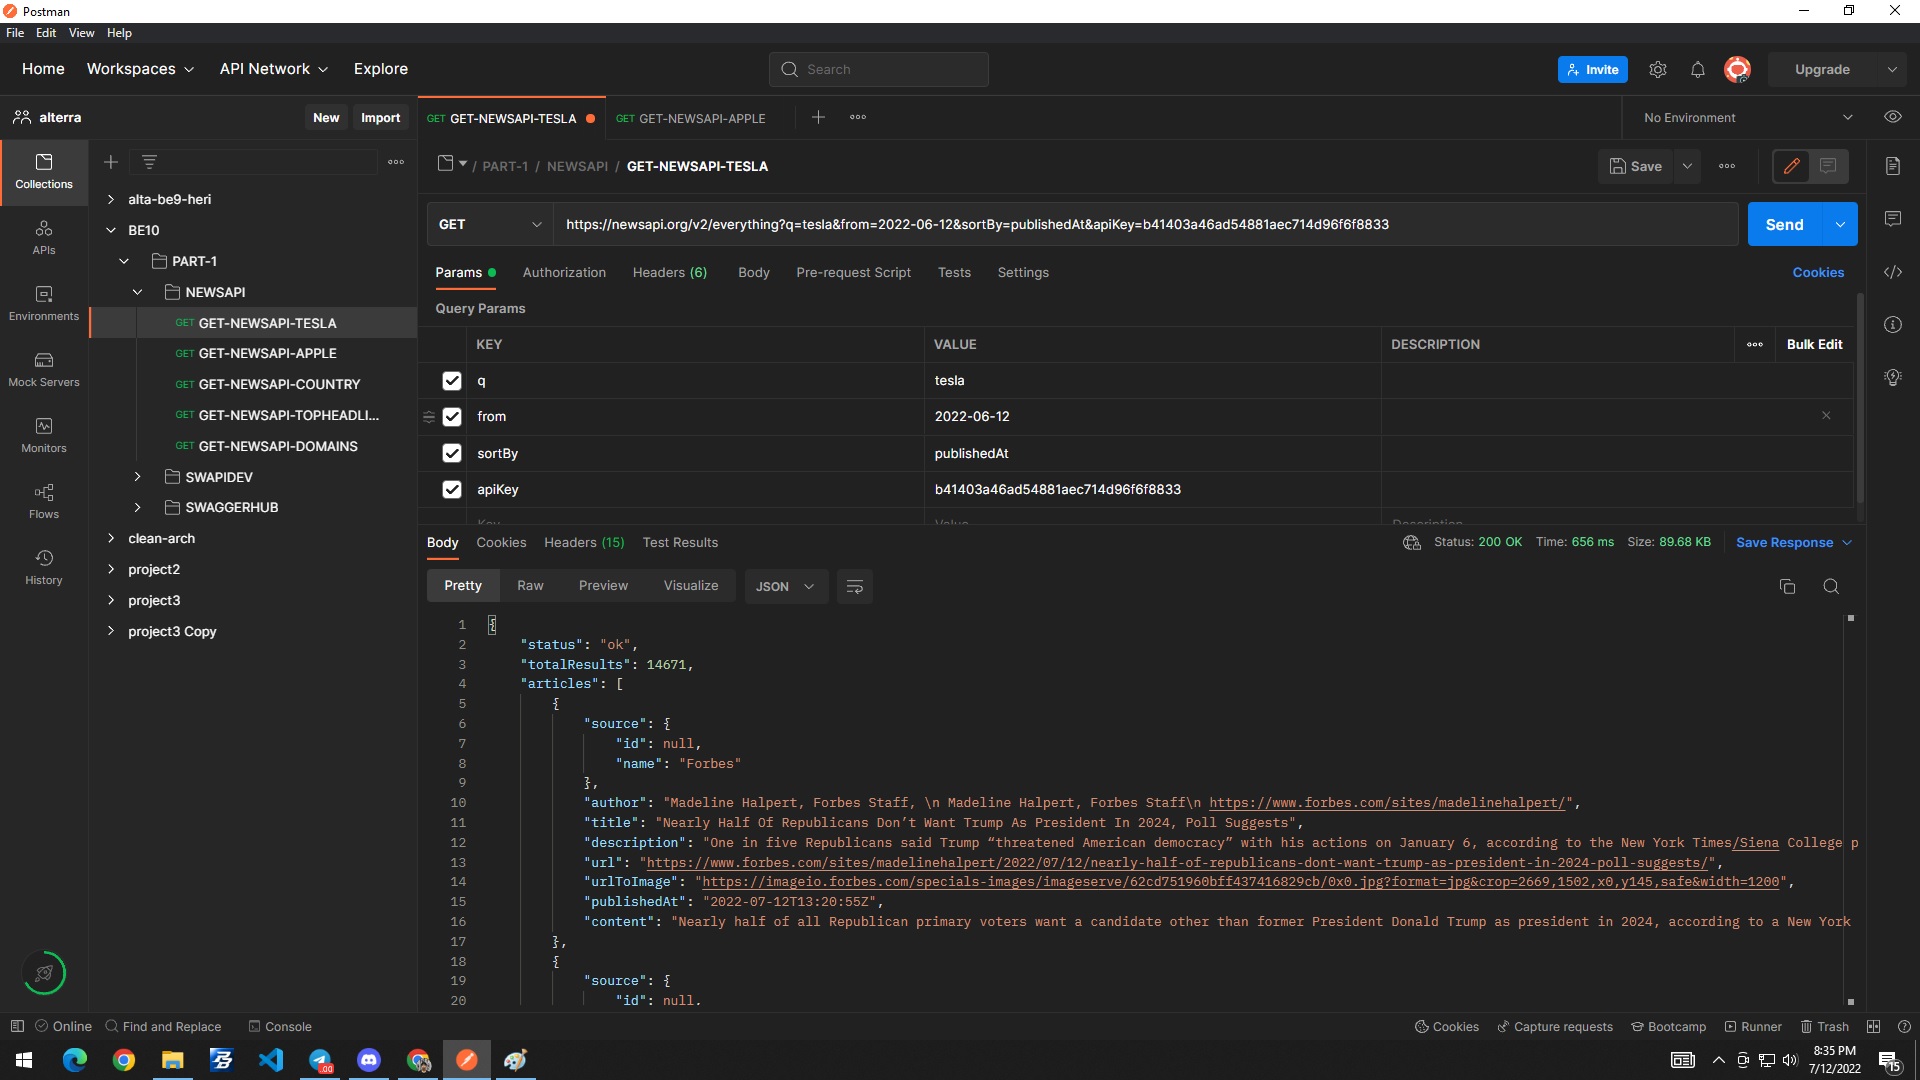 Postman
File Edit View Help
Home Workspaces API Network Explore Search Invite Upgrade
alterra New Import GET GET-NEWSAPI-TESLA GET GET-NEWSAPI-APPLE No Environment
/ PART-1 / NEWSAPI / GET-NEWSAPI-TESLA Save
Collections
APIs
Environments
Mock Servers
Monitors
Flows
History
alta-be9-heri
BE10
PART-1
NEWSAPI
GET GET-NEWSAPI-TESLA
GET GET-NEWSAPI-APPLE
GET GET-NEWSAPI-COUNTRY
GET GET-NEWSAPI-TOPHEADLI...
GET GET-NEWSAPI-DOMAINS
SWAPIDEV
SWAGGERHUB
clean-arch
project2
project3
project3 Copy
GET https://newsapi.org/v2/everything?q=tesla&from=2022-06-12&sortBy=publishedAt&apiKey=b41403a46ad54881aec714d96f6f8833 Send
Params Authorization Headers (6) Body Pre-request Script Tests Settings Cookies
Query Params
KEY VALUE DESCRIPTION Bulk Edit
q tesla
from 2022-06-12
sortBy publishedAt
apiKey b41403a46ad54881aec714d96f6f8833
Key Value Description
Body Cookies Headers (15) Test Results Status: 200 OK Time: 656 ms Size: 89.68 KB Save Response
Pretty Raw Preview Visualize JSON
1 {
2 "status": "ok",
3 "totalResults": 14671,
4 "articles": [
5 {
6 "source": {
7 "id": null,
8 "name": "Forbes"
9 },
10 "author": "Madeline Halpert, Forbes Staff, \n Madeline Halpert, Forbes Staff\n https://www.forbes.com/sites/madelinehalpert/",
11 "title": "Nearly Half Of Republicans Don’t Want Trump As President In 2024, Poll Suggests",
12 "description": "One in five Republicans said Trump “threatened American democracy” with his actions on January 6, according to the New York Times/Siena College p
13 "url": "https://www.forbes.com/sites/madelinehalpert/2022/07/12/nearly-half-of-republicans-dont-want-trump-as-president-in-2024-poll-suggests/",
14 "urlToImage": "https://imageio.forbes.com/specials-images/imageserve/62cd751960bff437416829cb/0x0.jpg?format=jpg&crop=2669,1502,x0,y145,safe&width=1200",
15 "publishedAt": "2022-07-12T13:20:55Z",
16 "content": "Nearly half of all Republican primary voters want a candidate other than former President Donald Trump as president in 2024, according to a New York
17 },
18 {
19 "source": {
20 "id": null,
Online Find and Replace Console Cookies Capture requests Bootcamp Runner Trash
8:35 PM
7/12/2022
15